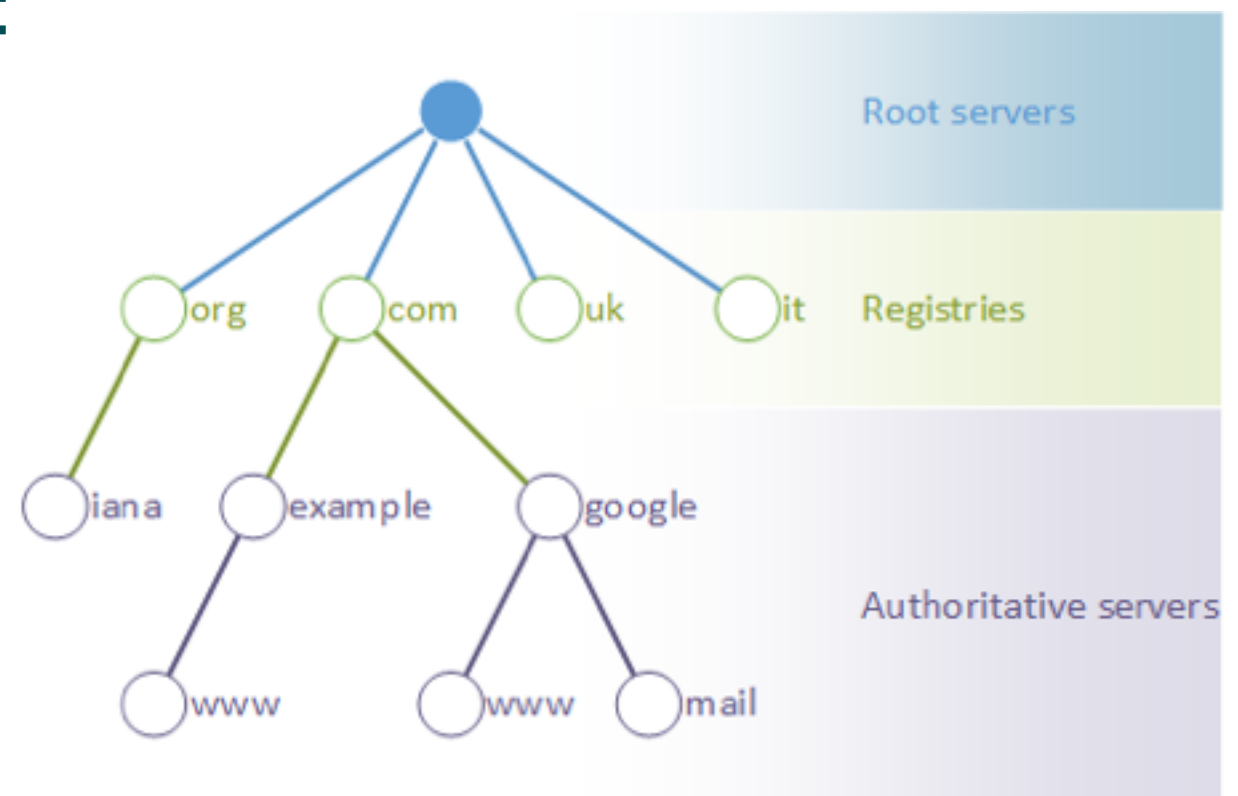 Root servers
org
com
uk
it
Registries
iana
example
google
Authoritative servers
www
www
mail